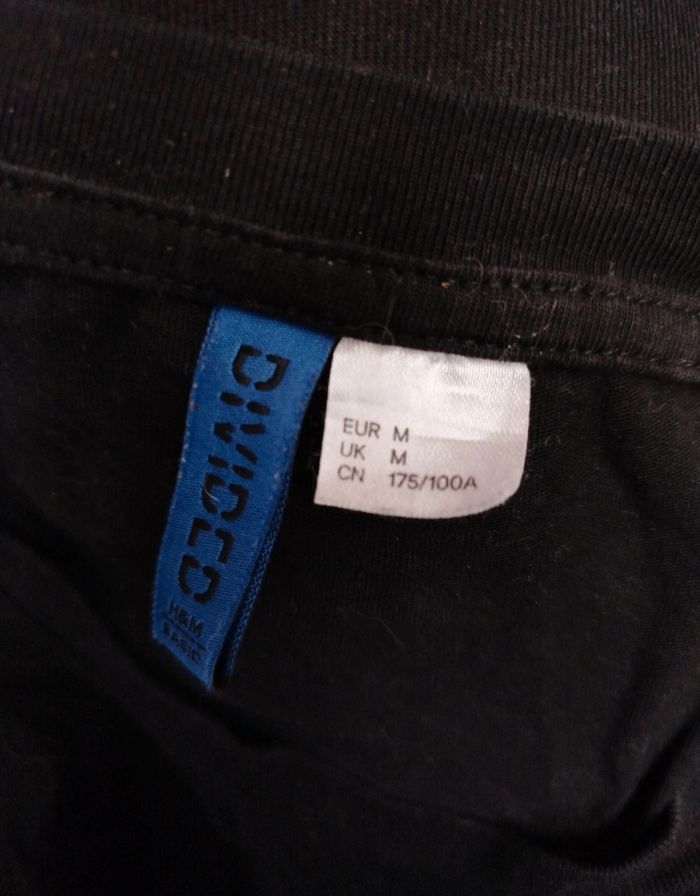 DIVIDED
H&M
BASIC
EUR M
UK M
CN 175/100A